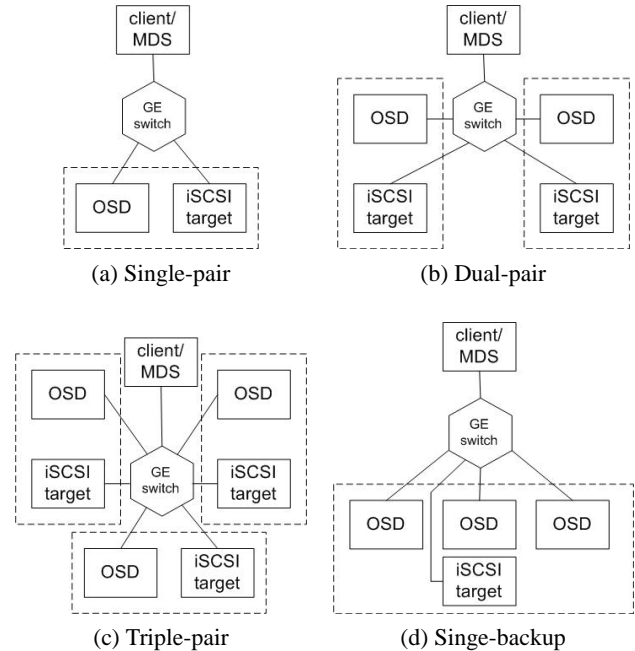 client/
MDS
GE
switch
OSD
iSCSI
target
(a) Single-pair
client/
MDS
OSD
GE
switch
OSD
iSCSI
target
iSCSI
target
(b) Dual-pair
client/
MDS
OSD
OSD
iSCSI
target
GE
switch
iSCSI
target
OSD
iSCSI
target
(c) Triple-pair
client/
MDS
GE
switch
OSD
OSD
OSD
iSCSI
target
(d) Singe-backup